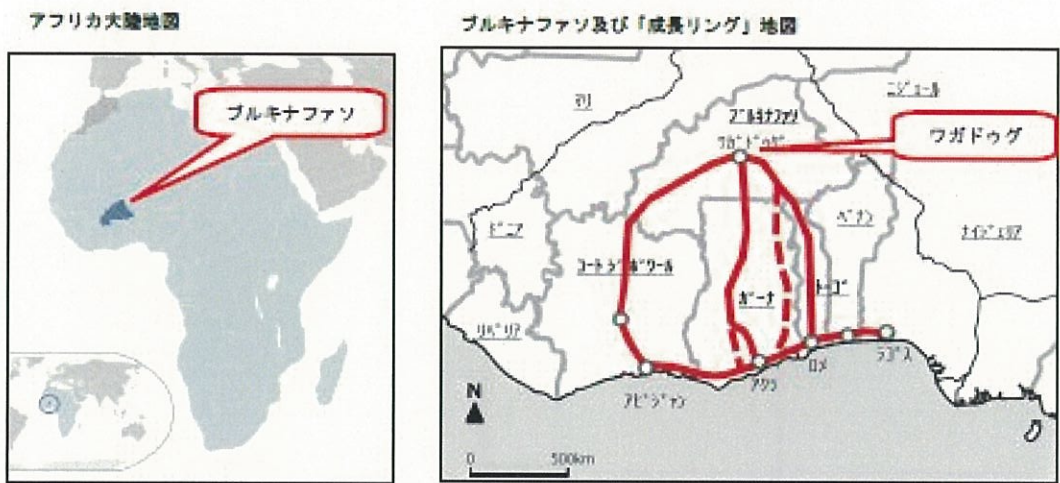 アフリカ大陸地図
ブルキナファソ
ブルキナファソ及び「成長リング」地図
マリ
ニジェール
ブルキナファソ
ワガドゥグ
ワガドゥグ
ギニア
ベナン
ナイジェリア
コートジボワール
ガーナ
トーゴ
リベリア
ラゴス
ロメ
アクラ
アビジャン
N
0 500km